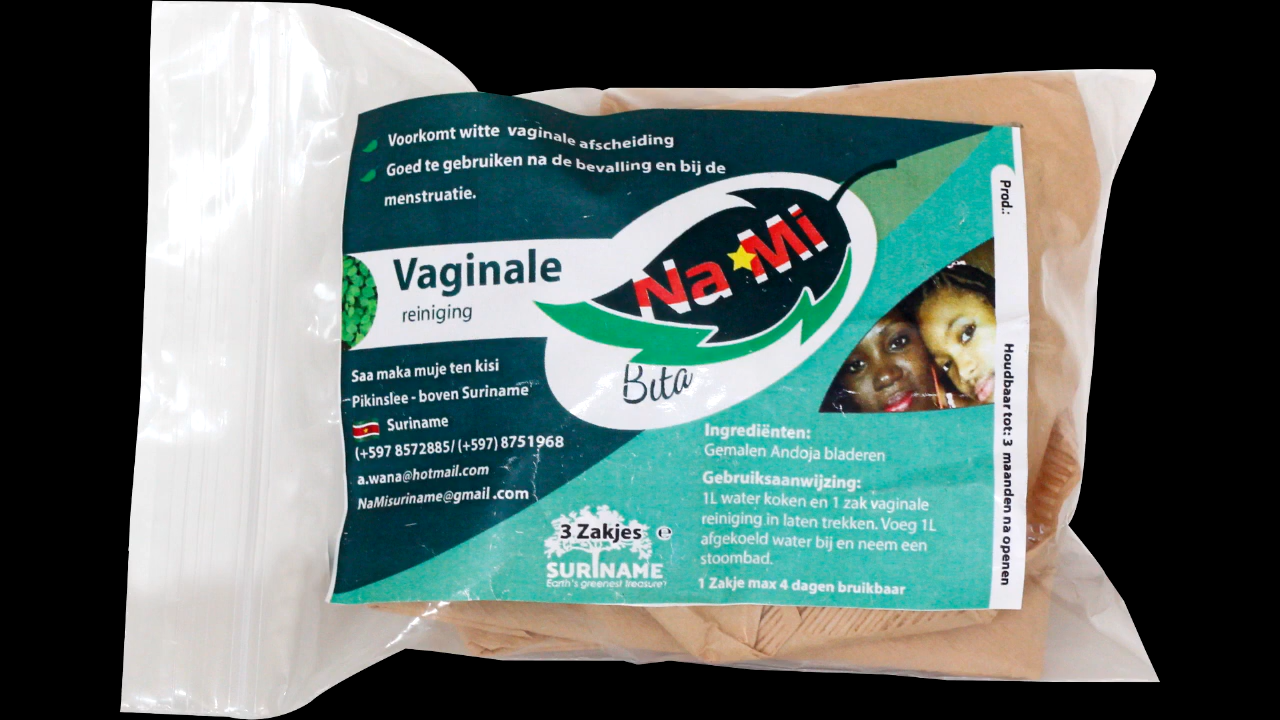 Voorkomt witte vaginale afscheiding
Goed te gebruiken na de bevalling en bij de
menstruatie.
Vaginale
reiniging
Na Mi
Bita
Saa maka muje ten kisi
Pikinslee - boven Suriname
Suriname
(+597 8572885/ (+597) 8751968
a.wana@hotmail.com
NaMisuriname@gmail.com
3 Zakjes ℮
SURINAME
Earth's greenest treasure
Ingrediënten:
Gemalen Andoja bladeren
Gebruiksaanwijzing:
1L water koken en 1 zak vaginale
reiniging in laten trekken. Voeg 1L
afgekoeld water bij en neem een
stoombad.
1 Zakje max 4 dagen bruikbaar
Prod.:
Houdbaar tot: 3 maanden na openen